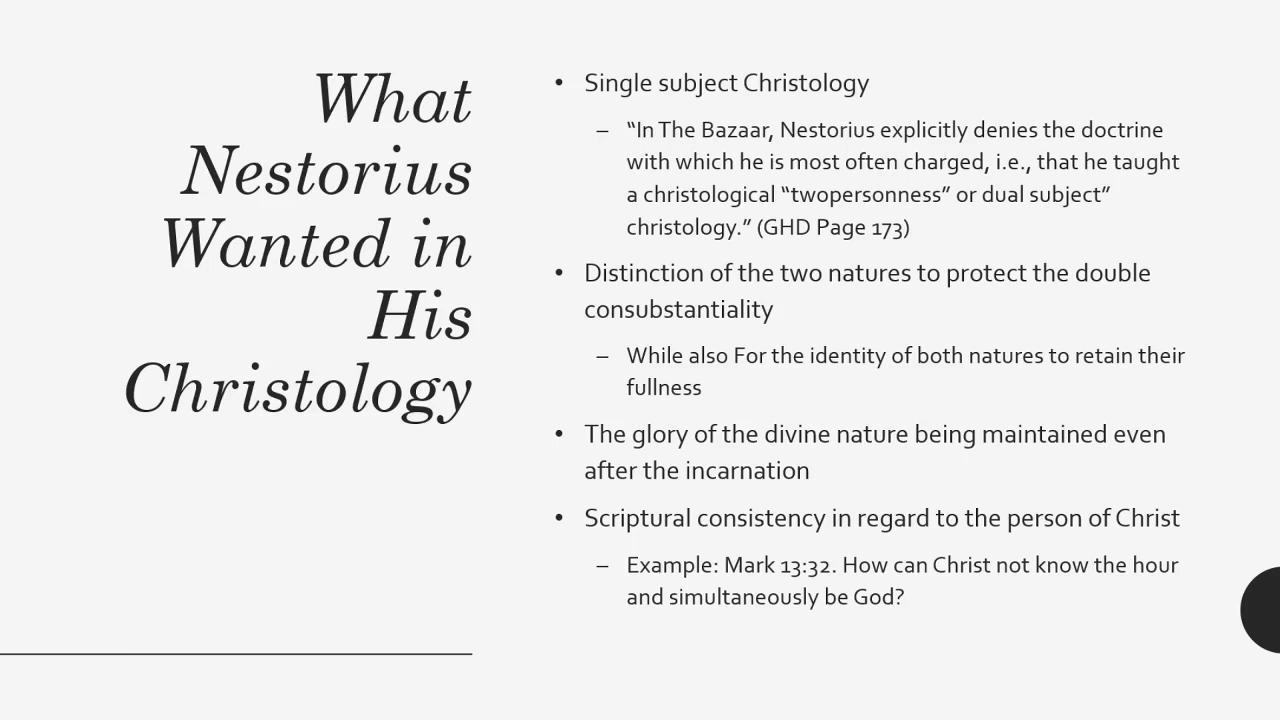 What
Nestorius
Wanted in
His
Christology
• Single subject Christology
– “In The Bazaar, Nestorius explicitly denies the doctrine
with which he is most often charged, i.e., that he taught
a christological “twopersonness” or dual subject”
christology.” (GHD Page 173)
• Distinction of the two natures to protect the double
consubstantiality
– While also For the identity of both natures to retain their
fullness
• The glory of the divine nature being maintained even
after the incarnation
• Scriptural consistency in regard to the person of Christ
– Example: Mark 13:32. How can Christ not know the hour
and simultaneously be God?